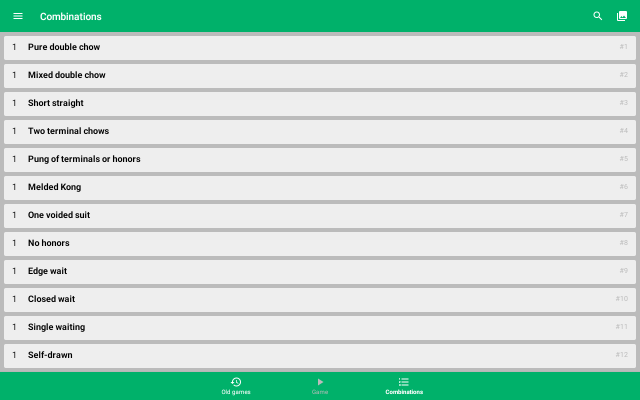 Combinations
1 Pure double chow #1
1 Mixed double chow #2
1 Short straight #3
1 Two terminal chows #4
1 Pung of terminals or honors #5
1 Melded Kong #6
1 One voided suit #7
1 No honors #8
1 Edge wait #9
1 Closed wait #10
1 Single waiting #11
1 Self-drawn #12
Old games Game Combinations